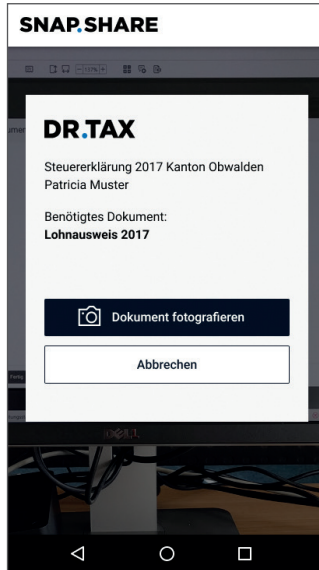 SNAP.SHARE
DR.TAX
Steuererklärung 2017 Kanton Obwalden
Patricia Muster
Benötigtes Dokument:
Lohnausweis 2017
Dokument fotografieren
Abbrechen
DELL